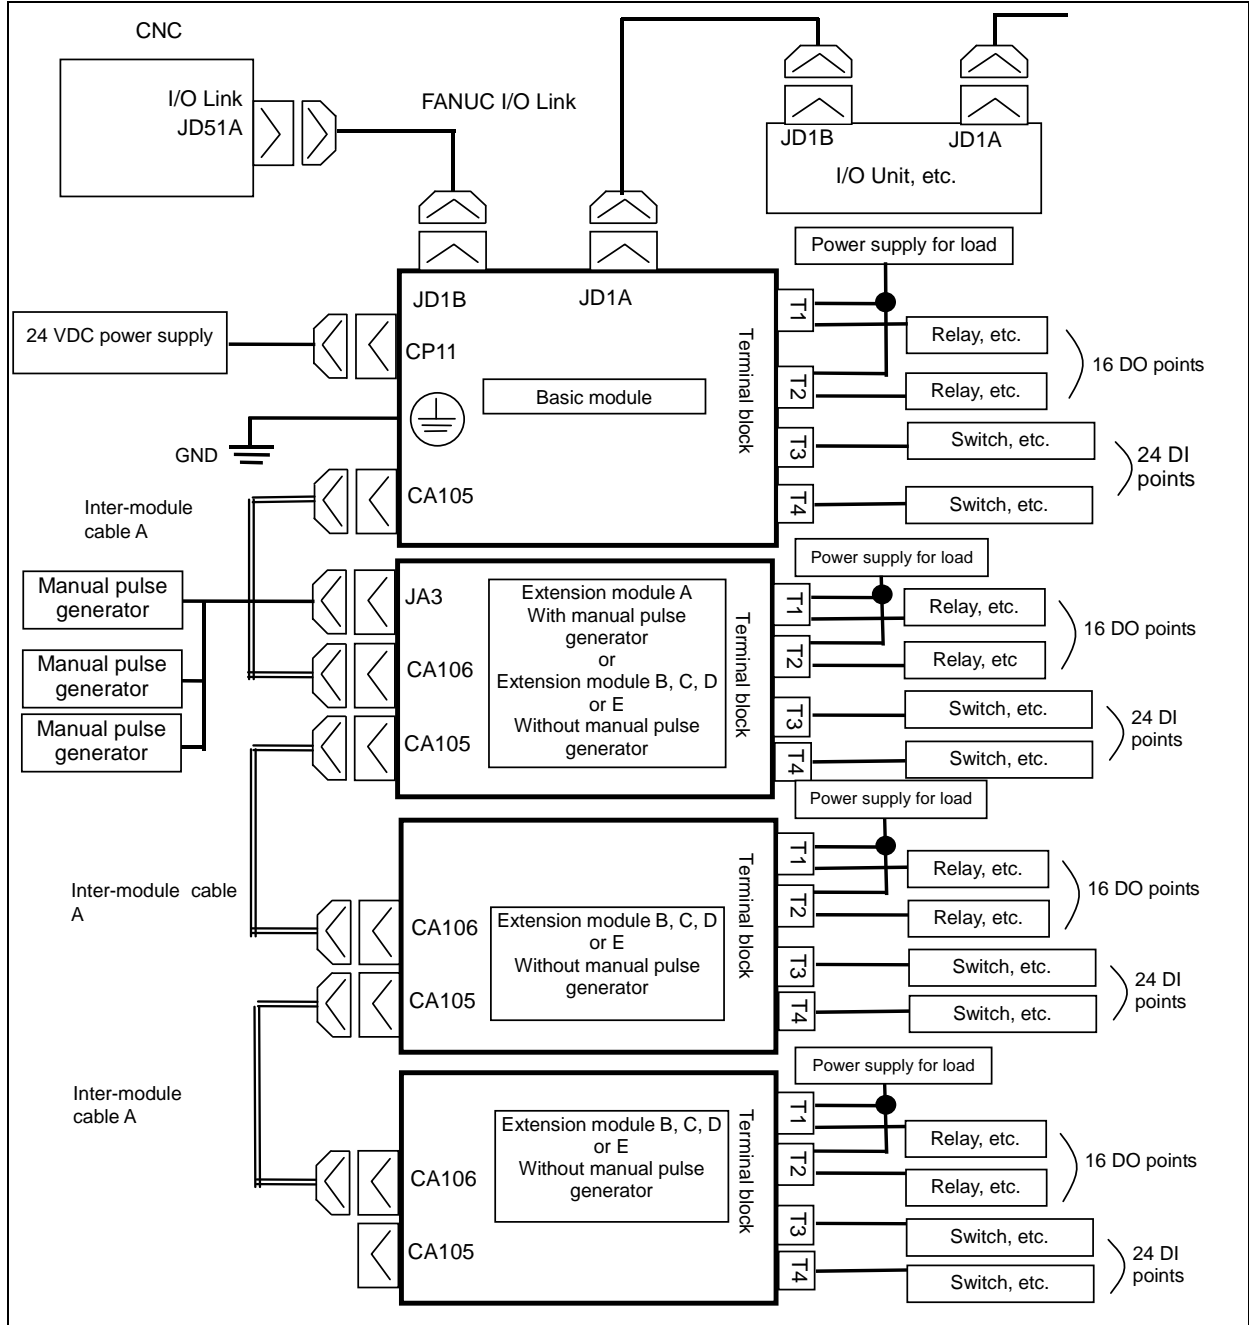 CNC
I/O Link
JD51A
FANUC I/O Link
JD1B
JD1A
I/O Unit, etc.
Power supply for load
JD1B
JD1A
T1
24 VDC power supply
CP11
Terminal block
Relay, etc.
16 DO points
Basic module
T2
Relay, etc.
GND
T3
Switch, etc.
24 DI
points
CA105
T4
Switch, etc.
Inter-module
cable A
Power supply for load
Manual pulse
generator
JA3
Extension module A
With manual pulse
generator
or
Extension module B, C, D
or E
Without manual pulse
generator
Terminal block
T1
Relay, etc.
16 DO points
Manual pulse
generator
CA106
T2
Relay, etc
Manual pulse
generator
CA105
T3
Switch, etc.
24 DI
points
T4
Switch, etc.
Power supply for load
Inter-module  cable
A
CA106
Extension module B, C, D
or E
Without manual pulse
generator
Terminal block
T1
Relay, etc.
16 DO points
T2
Relay, etc.
CA105
T3
Switch, etc.
24 DI
points
T4
Switch, etc.
Power supply for load
Inter-module
cable A
Extension module B, C, D
or E
Without manual pulse
generator
Terminal block
T1
Relay, etc.
16 DO points
CA106
T2
Relay, etc.
CA105
T3
Switch, etc.
24 DI
points
T4
Switch, etc.